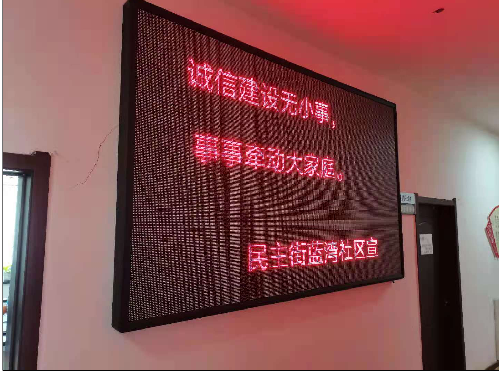 诚信建设无小事，
事事牵动大家庭。
民主街蓝湾社区宣